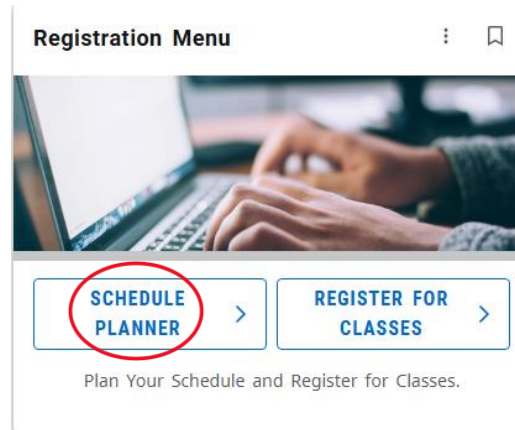 Registration Menu
SCHEDULE
PLANNER
REGISTER FOR
CLASSES
Plan Your Schedule and Register for Classes.